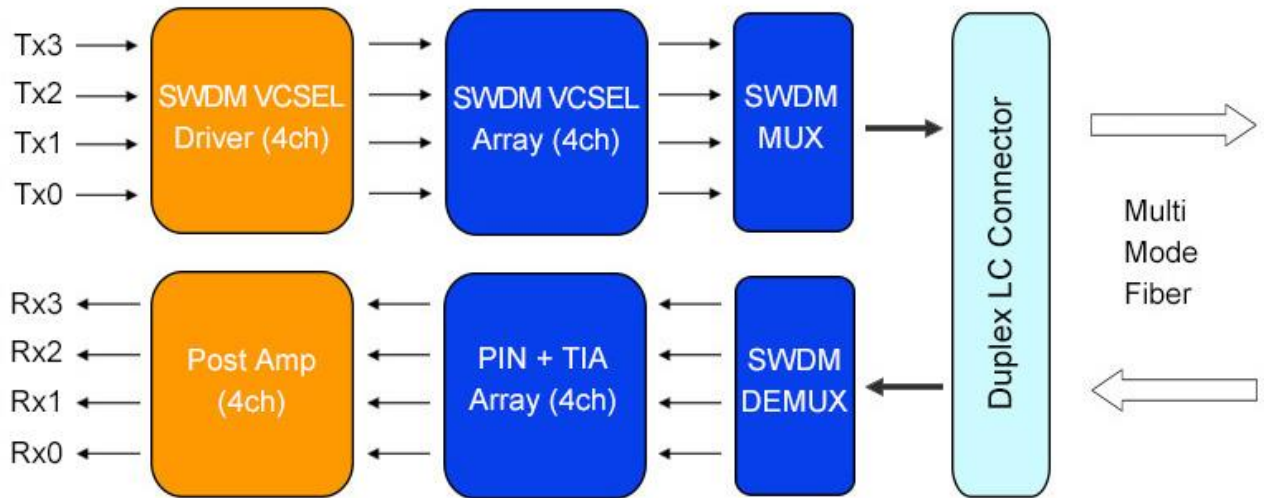 Tx3
Tx2
Tx1
Tx0
SWDM VCSEL
Driver (4ch)
SWDM VCSEL
Array (4ch)
SWDM
MUX
Duplex LC Connector
Multi
Mode
Fiber
Rx3
Rx2
Rx1
Rx0
Post Amp
(4ch)
PIN + TIA
Array (4ch)
SWDM
DEMUX